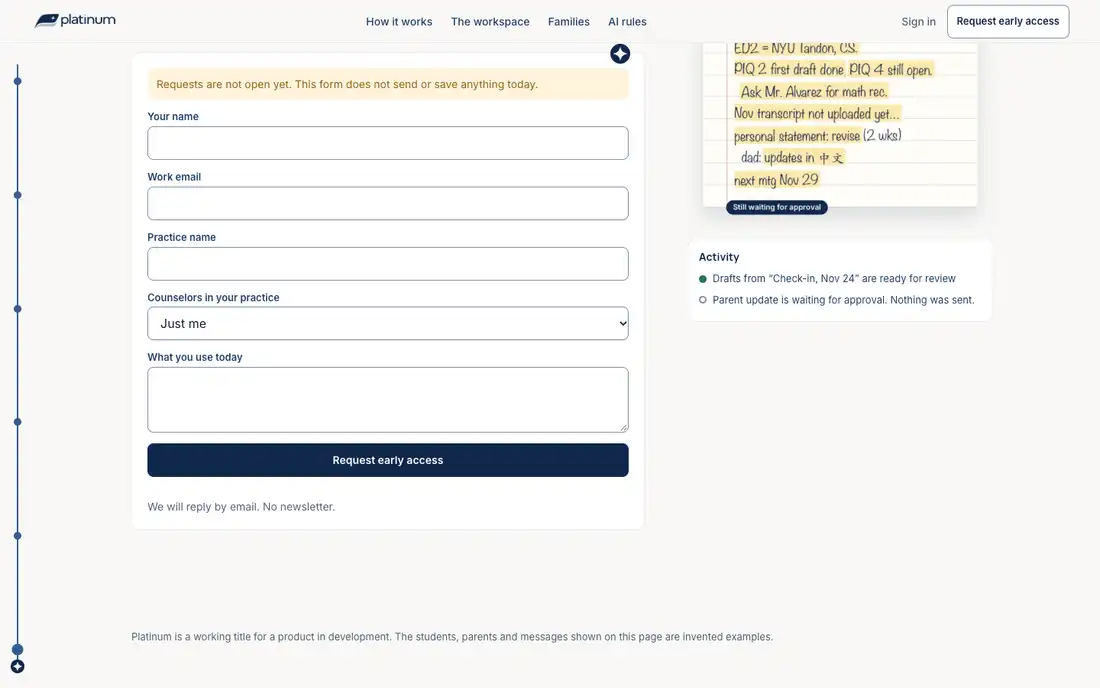 platinum
How it works
The workspace
Families
AI rules
Sign in
Request early access
Requests are not open yet. This form does not send or save anything today.
Your name
Work email
Practice name
Counselors in your practice
Just me
What you use today
Request early access
We will reply by email. No newsletter.
ED2 = NYU Tandon, CS.
PIQ 2 first draft done PIQ 4 still open.
Ask Mr. Alvarez for math rec.
Nov transcript not uploaded yet...
personal statement: revise (2 wks)
dad: updates in 中文
next mtg Nov 29
Still waiting for approval
Activity
Drafts from “Check-in, Nov 24” are ready for review
Parent update is waiting for approval. Nothing was sent.
Platinum is a working title for a product in development. The students, parents and messages shown on this page are invented examples.